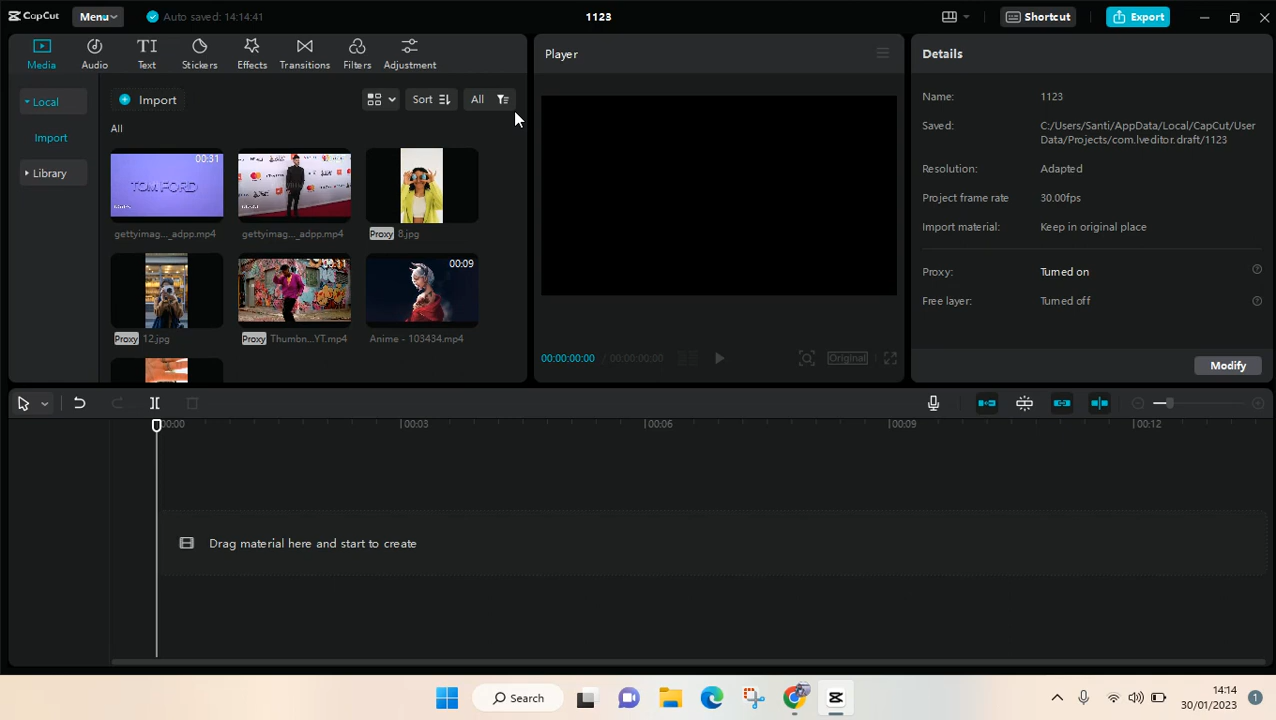 CapCut
Menu
Auto saved: 14:14:41
1123
Shortcut
Export
Media
Audio
Text
Stickers
Effects
Transitions
Filters
Adjustment
Player
Details
Local
Import
Sort
All
Import
Library
All
00:31
TOM FORD
gettyimag..._adpp.mp4
gettyimag..._adpp.mp4
Proxy 8.jpg
Proxy 12.jpg
Proxy Thumbn...YT.mp4
00:09
Anime - 103434.mp4
00:00:00:00 / 00:00:00:00
Original
Name: 1123
Saved: C:/Users/Santi/AppData/Local/CapCut/User
Data/Projects/com.lveditor.draft/1123
Resolution: Adapted
Project frame rate 30.00fps
Import material: Keep in original place
Proxy: Turned on
Free layer: Turned off
Modify
00:00
00:03
00:06
00:09
00:12
Drag material here and start to create
Search
14:14
30/01/2023
1